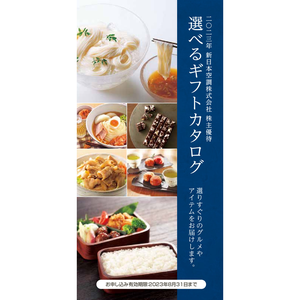 二〇二三年 新日本空調株式会社 株主優待
選べるギフトカタログ
選りすぐりのグルメや
アイテムをお届けします。
お申し込み有効期間:2023年8月31日まで